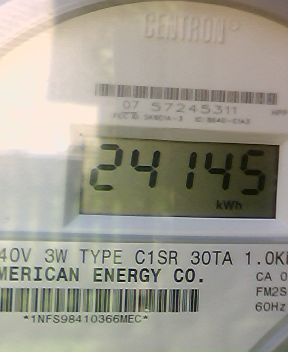 CENTRON
07 57245311
24145
kWh
40V 3W TYPE C1SR 30TA 1.0K
MERICAN ENERGY CO.
CA 0
FM2S
60Hz
*1NFS98410366MEC*